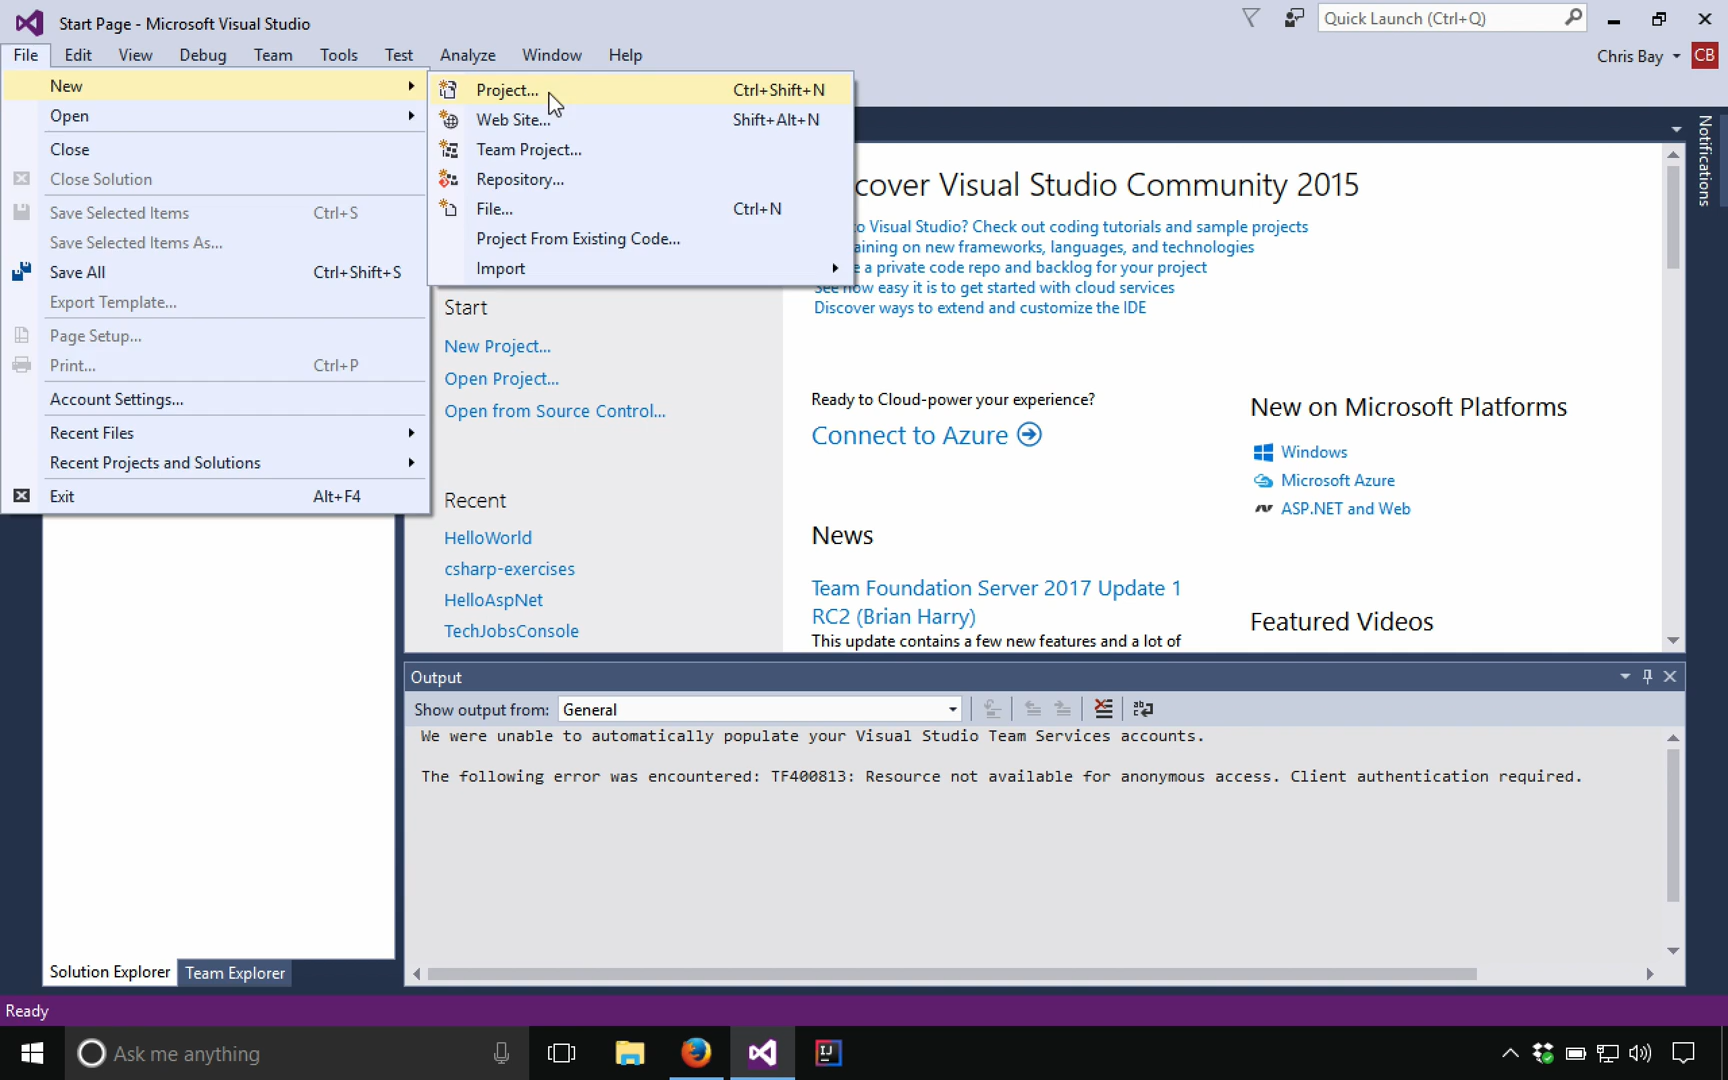 Start Page - Microsoft Visual Studio
Quick Launch (Ctrl+Q)
File Edit View Debug Team Tools Test Analyze Window Help
Chris Bay CB
New
Open
Close
Close Solution
Save Selected Items Ctrl+S
Save Selected Items As...
Save All Ctrl+Shift+S
Export Template...
Page Setup...
Print... Ctrl+P
Account Settings...
Recent Files
Recent Projects and Solutions
Exit Alt+F4
Project... Ctrl+Shift+N
Web Site... Shift+Alt+N
Team Project...
Repository...
File... Ctrl+N
Project From Existing Code...
Import
Notifications
cover Visual Studio Community 2015
o Visual Studio? Check out coding tutorials and sample projects
aining on new frameworks, languages, and technologies
e a private code repo and backlog for your project
See how easy it is to get started with cloud services
Discover ways to extend and customize the IDE
Start
New Project...
Open Project...
Open from Source Control...
Recent
HelloWorld
csharp-exercises
HelloAspNet
TechJobsConsole
Ready to Cloud-power your experience?
Connect to Azure
News
Team Foundation Server 2017 Update 1
RC2 (Brian Harry)
This update contains a few new features and a lot of
New on Microsoft Platforms
Windows
Microsoft Azure
ASP.NET and Web
Featured Videos
Output
Show output from: General
We were unable to automatically populate your Visual Studio Team Services accounts.
The following error was encountered: TF400813: Resource not available for anonymous access. Client authentication required.
Solution Explorer Team Explorer
Ready
Ask me anything
IJ